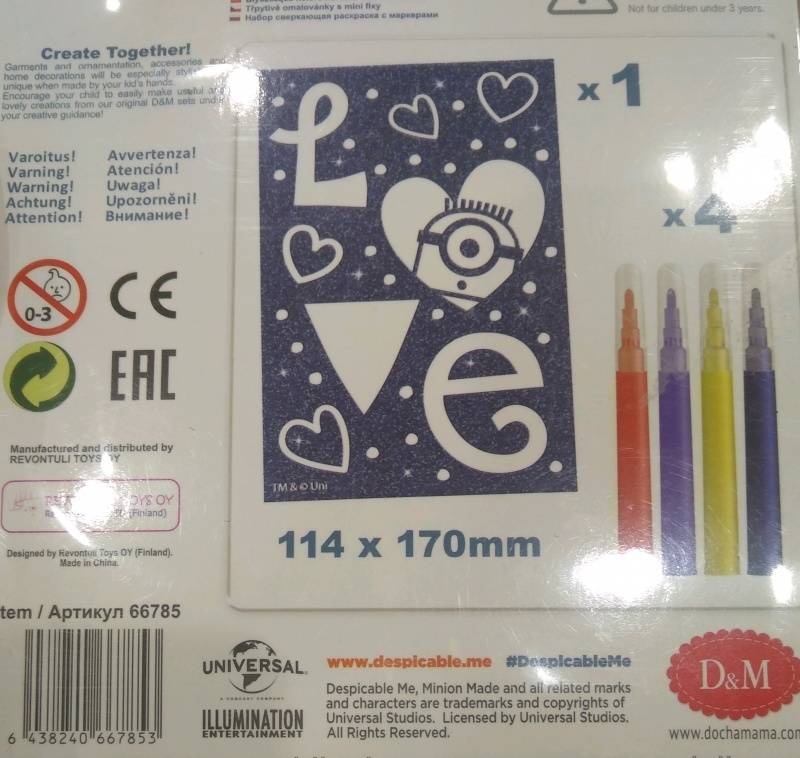 Třpytivé omalovánky s mini fixy
Набор сверкающая раскраска с маркерами
Not for children under 3 years.
Create Together!
Garments and ornamentation, accessories and
home decorations will be especially
unique when made by your kid's hands.
Encourage your child to easily make useful and
lovely creations from our original D&M sets under
your creative guidance!
Varoitus!
Varning!
Warning!
Achtung!
Attention!
Avvertenza!
Atención!
Uwaga!
Upozornění!
Внимание!
0-3
CE
EAC
Manufactured and distributed by
REVONTULI TOYS OY
OYS OY
(Finland)
Designed by Revontuli Toys OY (Finland).
Made in China.
tem / Артикул 66785
6 438240 667853
Love
TM & © Uni
x 1
x 4
114 x 170mm
UNIVERSAL
A COMCAST COMPANY
ILLUMINATION
ENTERTAINMENT
www.despicable.me #DespicableMe
Despicable Me, Minion Made and all related marks
and characters are trademarks and copyrights of
Universal Studios. Licensed by Universal Studios.
All Rights Reserved.
D&M
www.dochamama.com